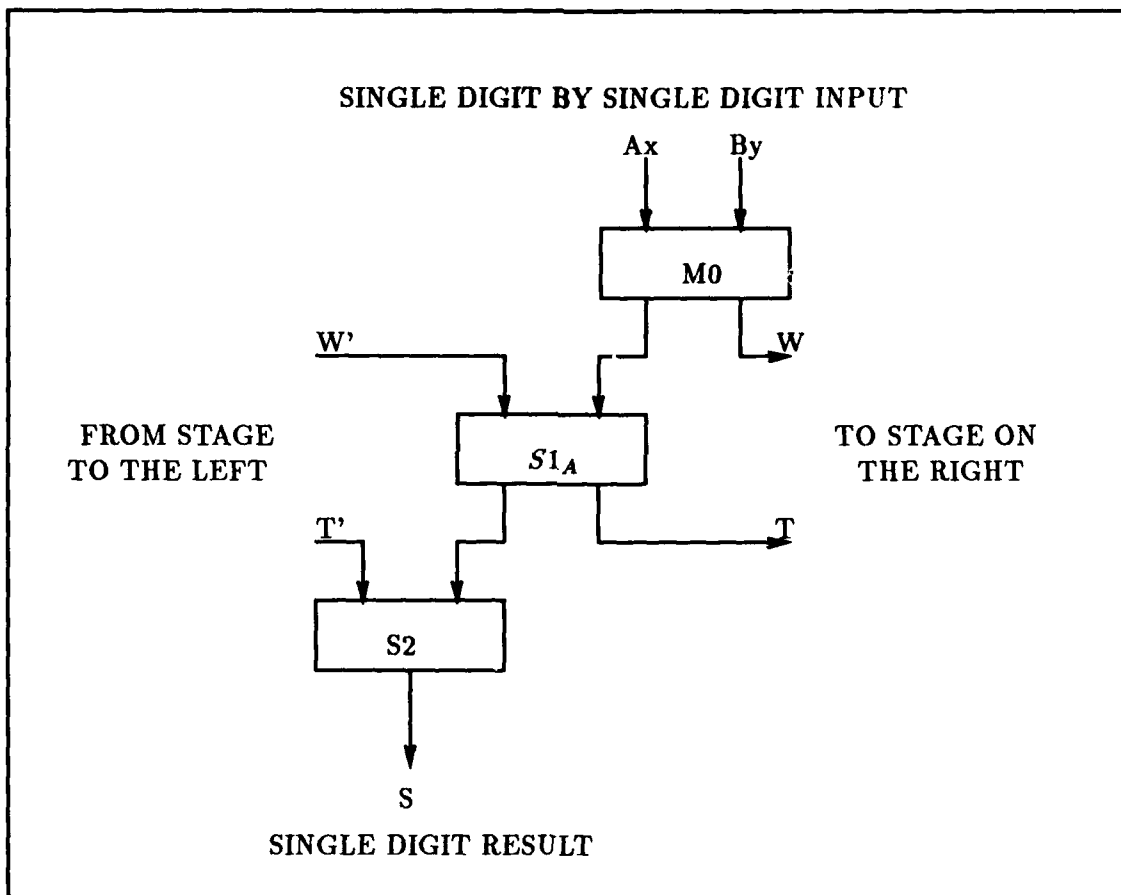 SINGLE DIGIT BY SINGLE DIGIT INPUT
Ax By
M0
W' W
FROM STAGE
TO THE LEFT
S1A
TO STAGE ON
THE RIGHT
T' T
S2
S
SINGLE DIGIT RESULT